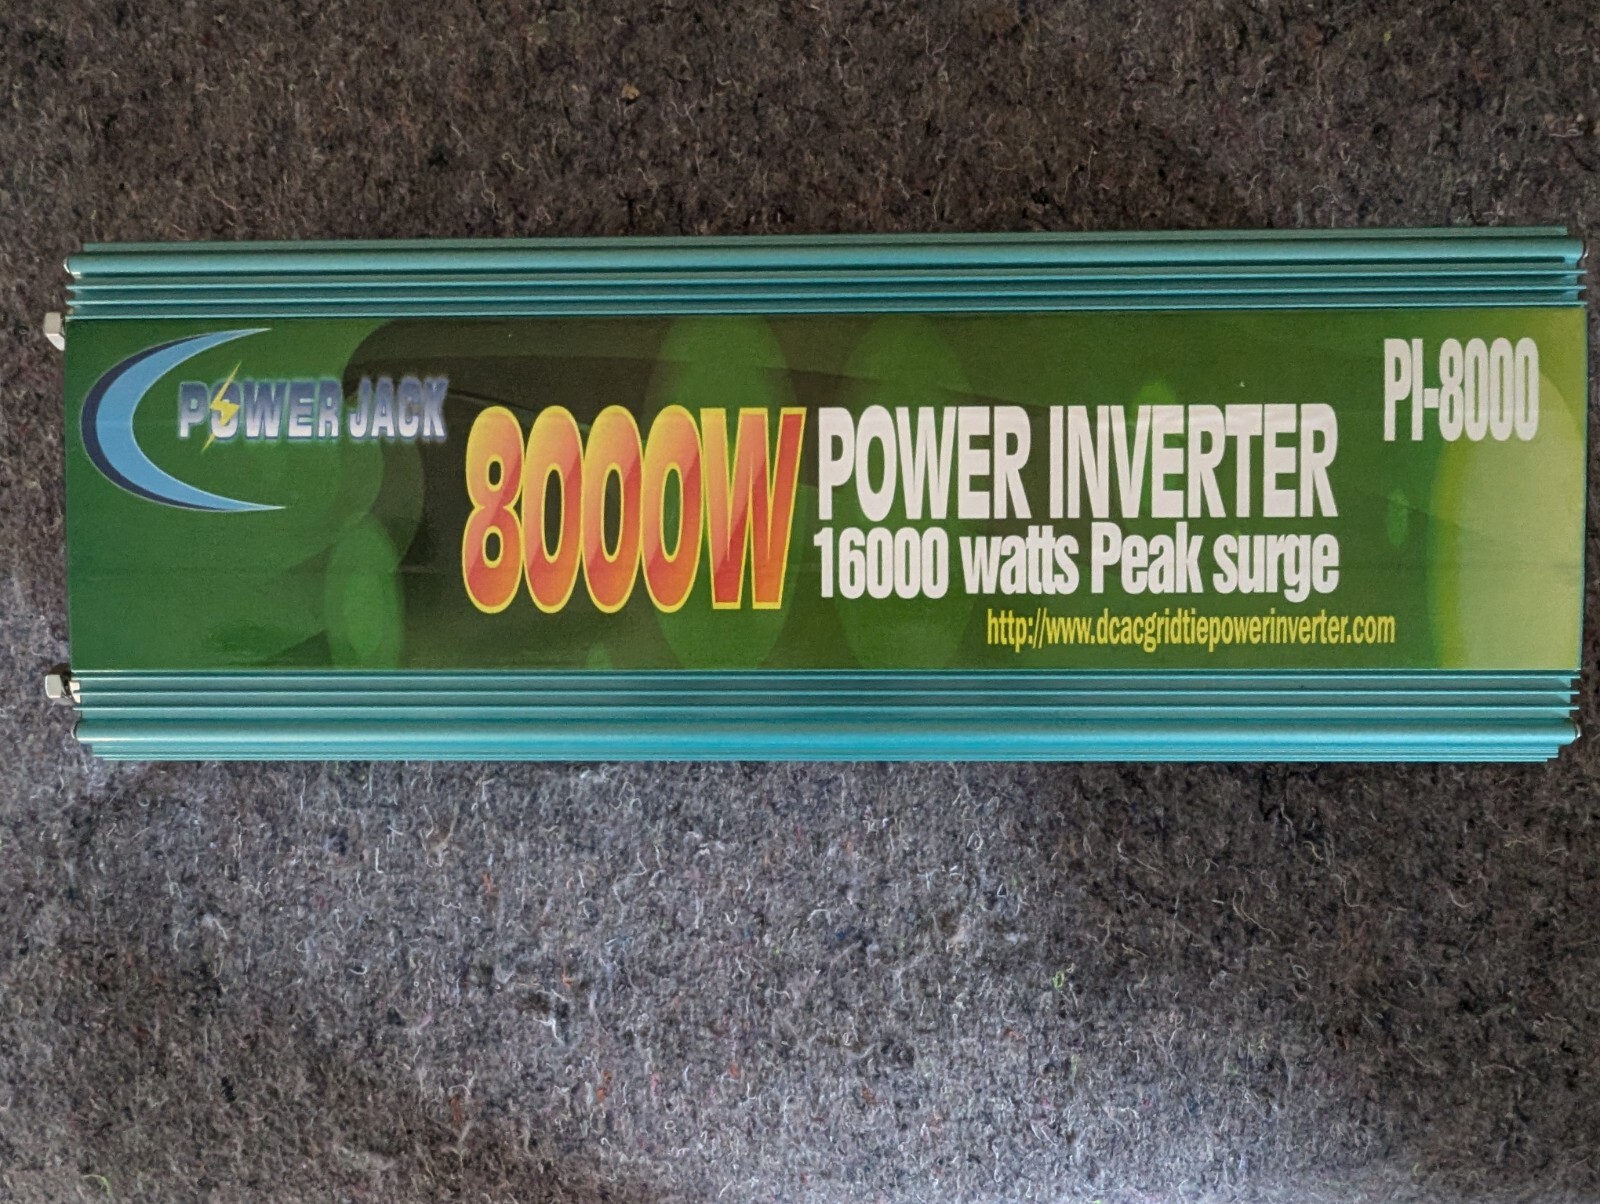 POWER JACK
8000W
POWER INVERTER
16000 watts Peak surge
http://www.dcacgridtiepowerinverter.com
PI-8000